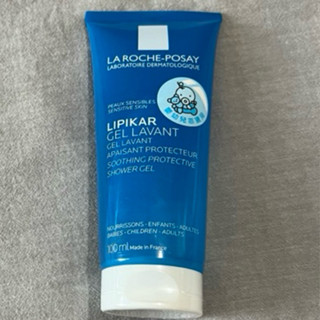 LA ROCHE-POSAY
LABORATOIRE DERMATOLOGIQUE
PEAUX SENSIBLES
SENSITIVE SKIN
LIPIKAR
GEL LAVANT
GEL LAVANT
APAISANT PROTECTEUR
SOOTHING PROTECTIVE
SHOWER GEL
NOURRISSONS - ENFANTS - ADULTES
BABIES - CHILDREN - ADULTS
100 ml Made in France